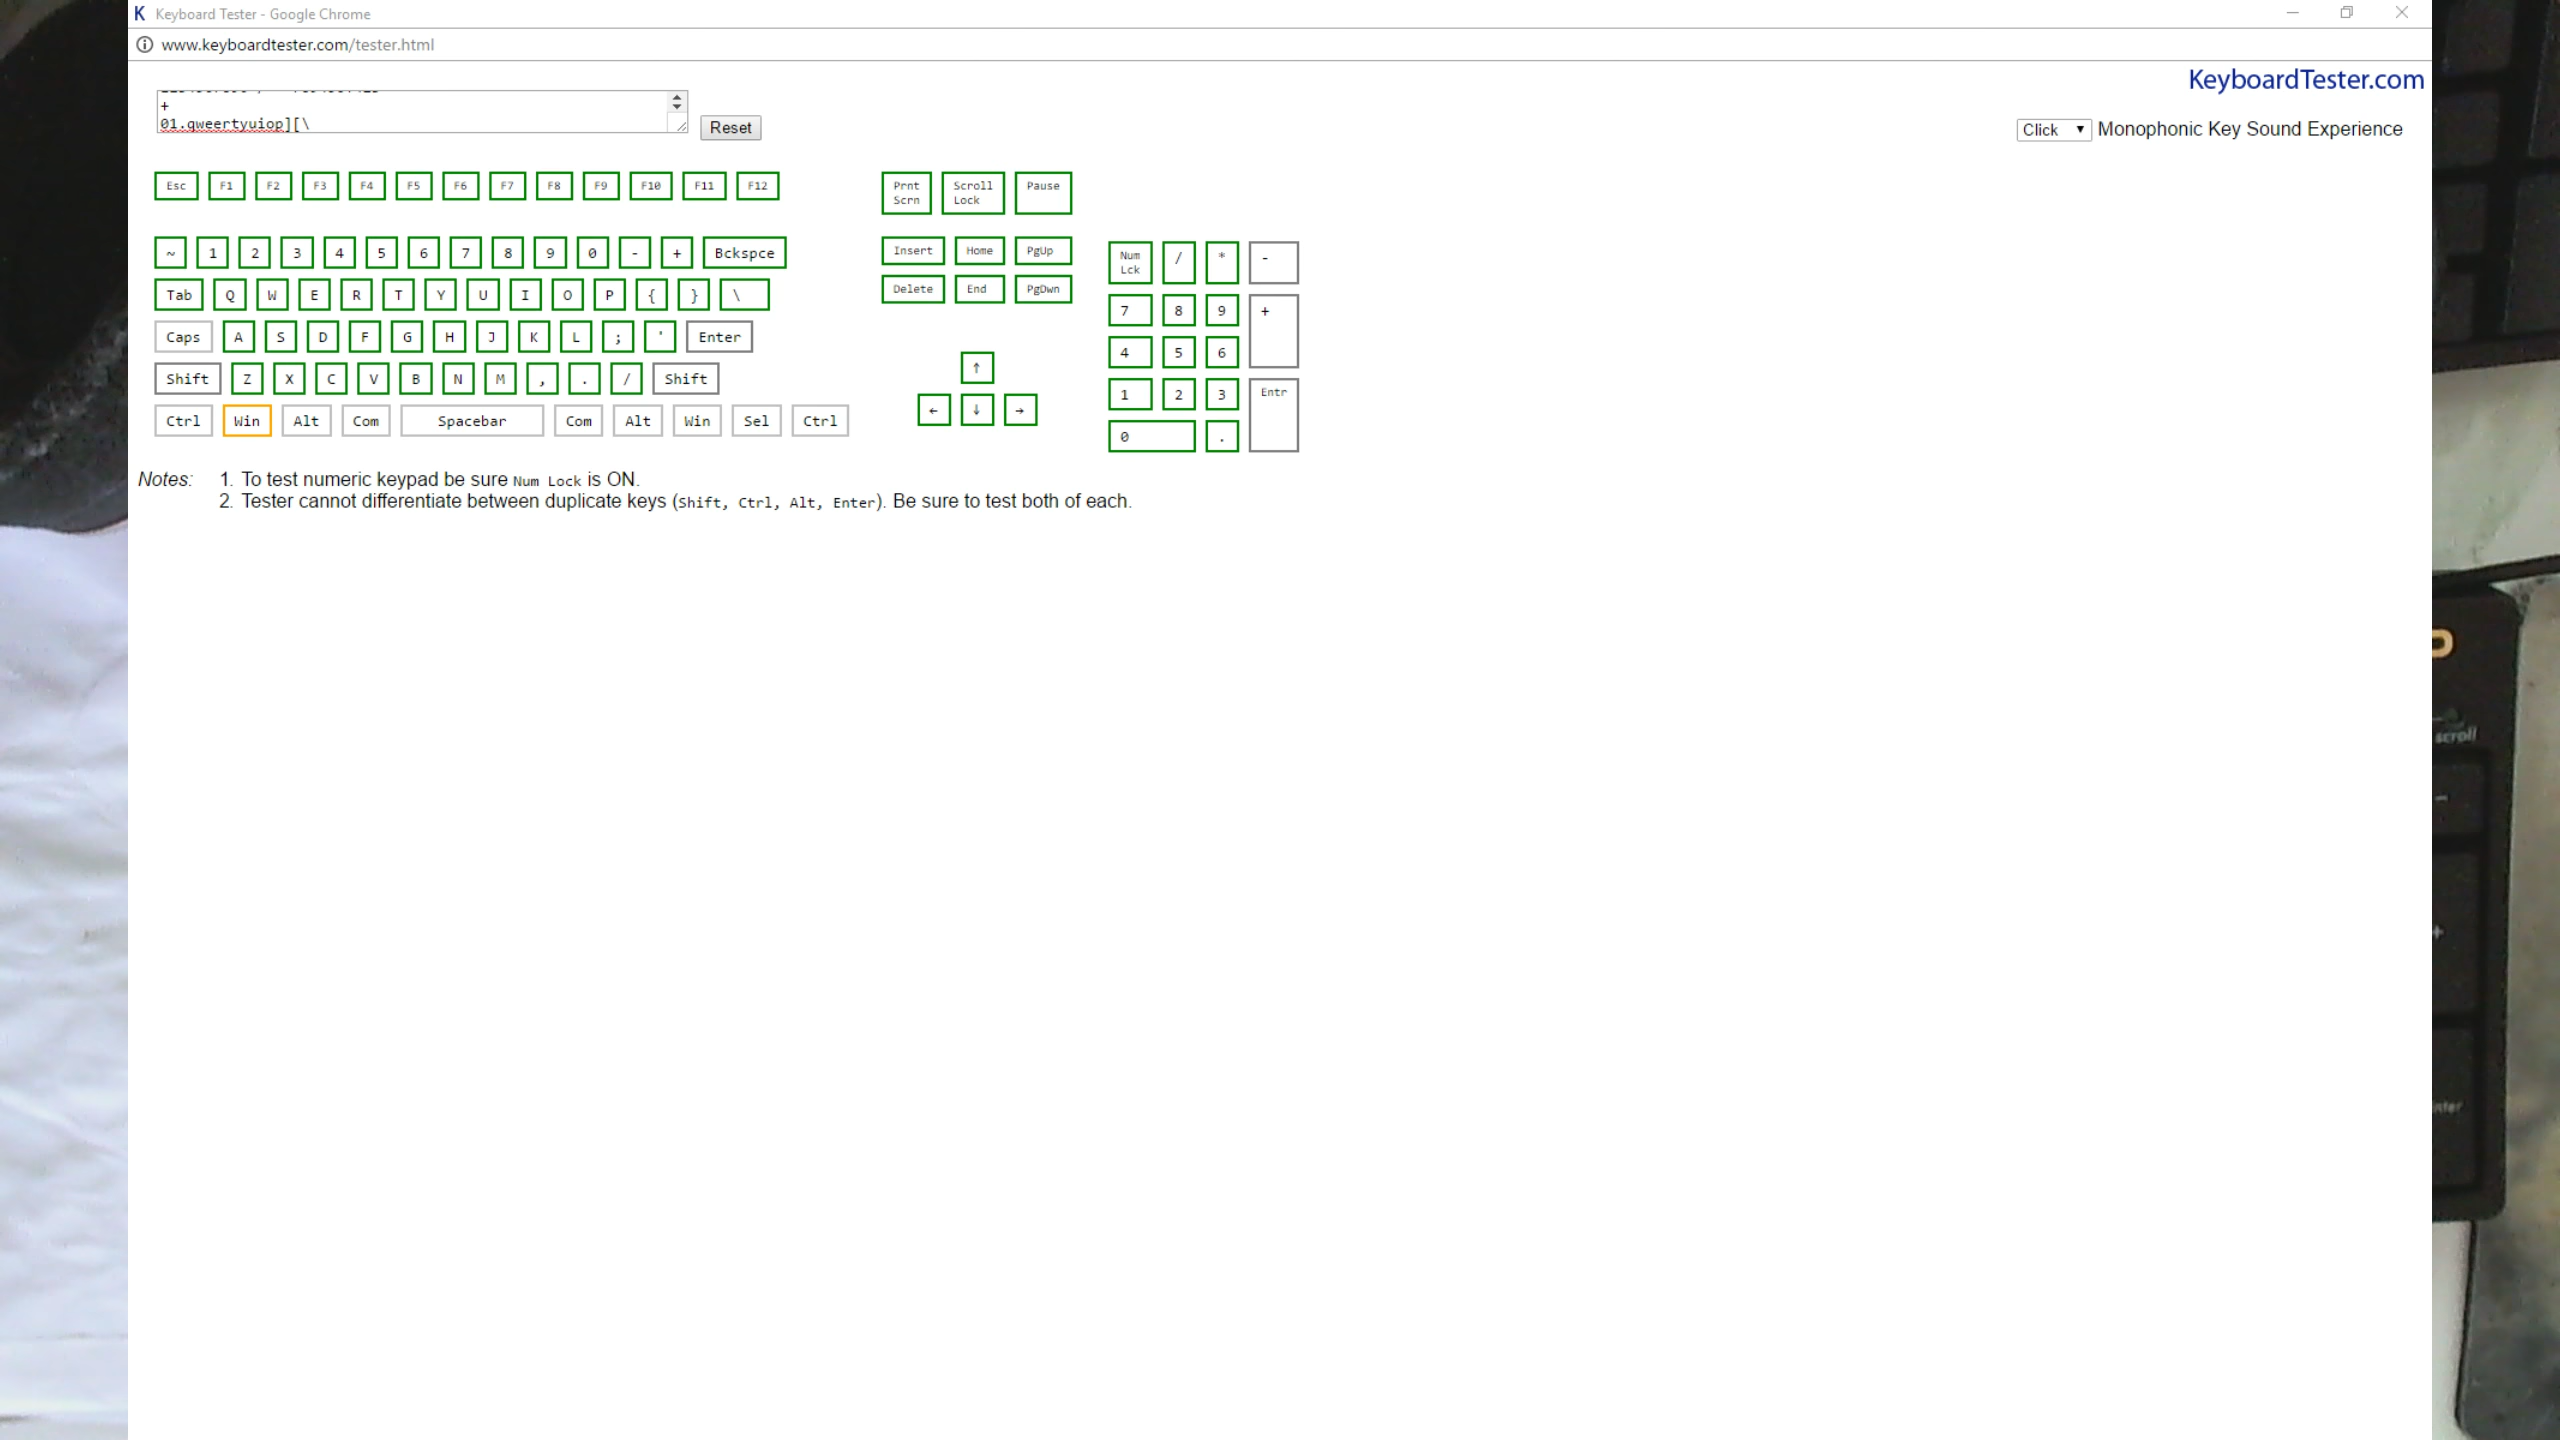 K Keyboard Tester - Google Chrome
www.keyboardtester.com/tester.html
KeyboardTester.com
+
01.qweertyuiop][\
Reset
Click Monophonic Key Sound Experience
Esc F1 F2 F3 F4 F5 F6 F7 F8 F9 F10 F11 F12
Prnt Scrn
Scroll Lock
Pause
~ 1 2 3 4 5 6 7 8 9 0 - + Bckspce
Insert Home PgUp
Num Lck
/ * -
Tab Q W E R T Y U I O P { } \
Delete End PgDwn
7 8 9 +
Caps A S D F G H J K L ; ' Enter
4 5 6
Shift Z X C V B N M , . / Shift
↑
1 2 3 Entr
Ctrl Win Alt Com Spacebar Com Alt Win Sel Ctrl
← ↓ →
0 .
Notes: 1. To test numeric keypad be sure Num Lock is ON.
2. Tester cannot differentiate between duplicate keys (Shift, Ctrl, Alt, Enter). Be sure to test both of each.
scroll
-
+